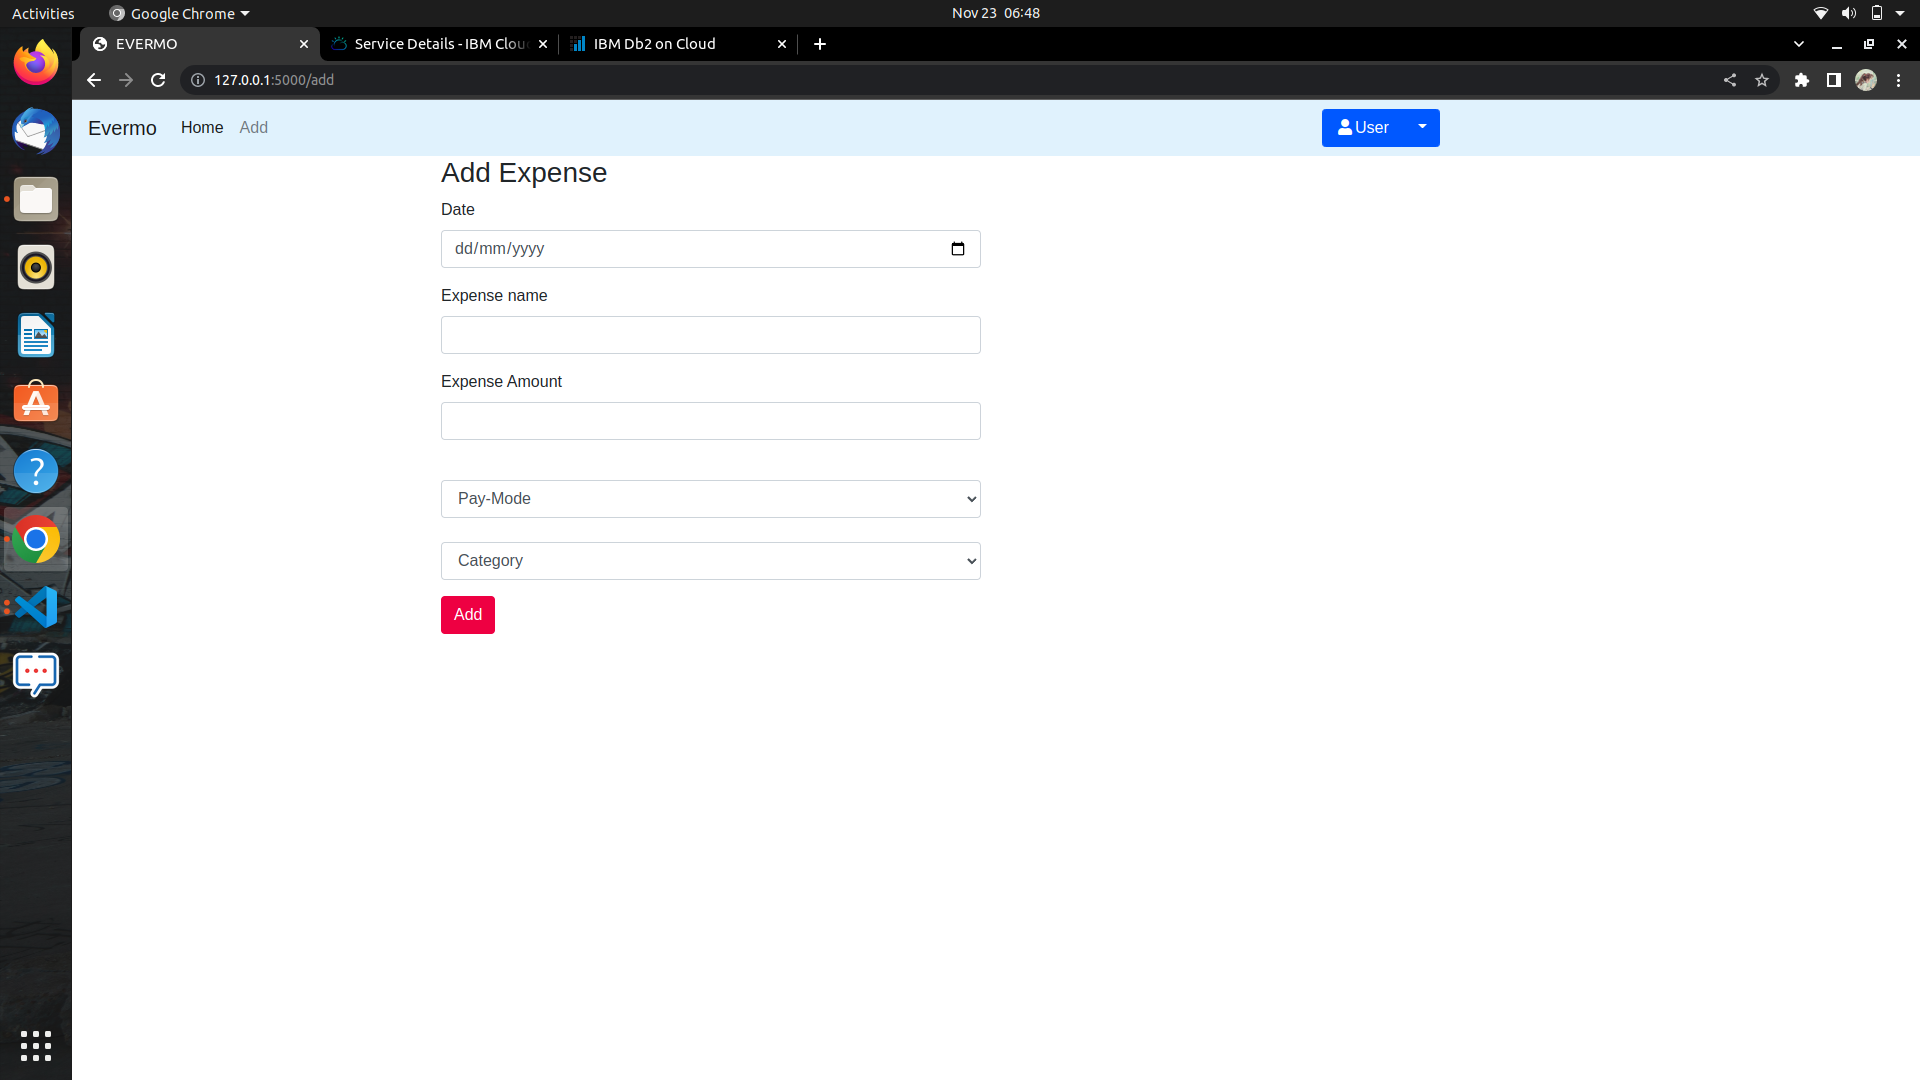 Activities Google Chrome Nov 23 06:48
EVERMO Service Details - IBM Clou IBM Db2 on Cloud
127.0.0.1:5000/add
Evermo Home Add User
Add Expense
Date
dd/mm/yyyy
Expense name
Expense Amount
Pay-Mode
Category
Add